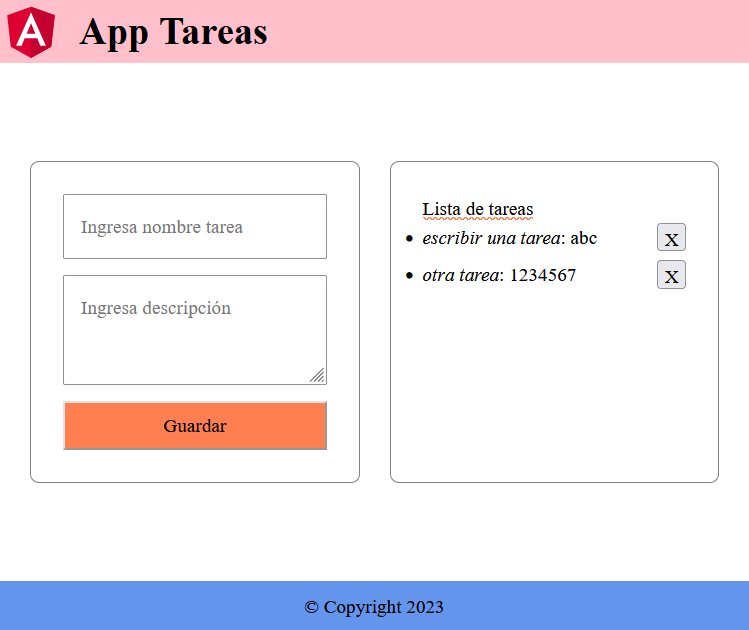 App Tareas
Ingresa nombre tarea
Ingresa descripción
Guardar
Lista de tareas
escribir una tarea: abc X
otra tarea: 1234567 X
© Copyright 2023